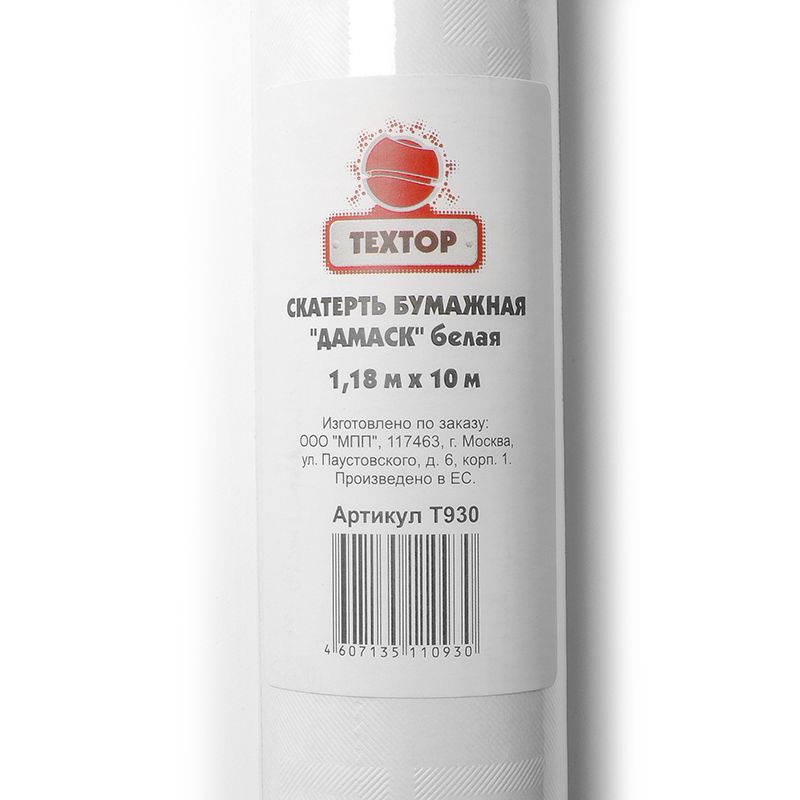 ТЕХТОР
СКАТЕРТЬ БУМАЖНАЯ
"ДАМАСК" белая
1,18 м х 10 м
Изготовлено по заказу:
ООО "МПП", 117463, г. Москва,
ул. Паустовского, д. 6, корп. 1.
Произведено в ЕС.
Артикул Т930
4 607135 110930